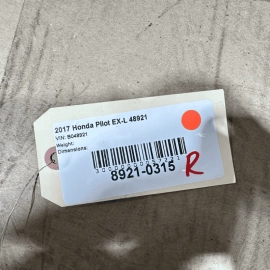 2017 Honda Pilot EX-L 48921
VIN: B048921
Weight:
Dimensions:
8921-0315
R